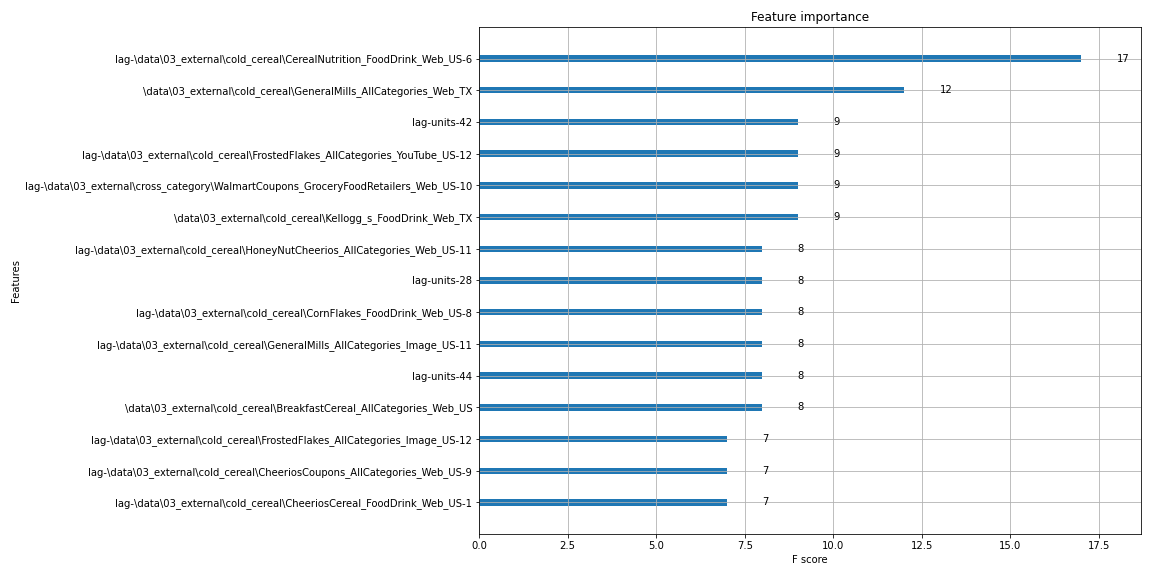 Feature importance
lag-\data\03_external\cold_cereal\CerealNutrition_FoodDrink_Web_US-6
17
\data\03_external\cold_cereal\GeneralMills_AllCategories_Web_TX
12
lag-units-42
9
lag-\data\03_external\cold_cereal\FrostedFlakes_AllCategories_YouTube_US-12
9
lag-\data\03_external\cross_category\WalmartCoupons_GroceryFoodRetailers_Web_US-10
9
\data\03_external\cold_cereal\Kellogg_s_FoodDrink_Web_TX
9
lag-\data\03_external\cold_cereal\HoneyNutCheerios_AllCategories_Web_US-11
8
lag-units-28
8
lag-\data\03_external\cold_cereal\CornFlakes_FoodDrink_Web_US-8
8
lag-\data\03_external\cold_cereal\GeneralMills_AllCategories_Image_US-11
8
lag-units-44
8
\data\03_external\cold_cereal\BreakfastCereal_AllCategories_Web_US
8
lag-\data\03_external\cold_cereal\FrostedFlakes_AllCategories_Image_US-12
7
lag-\data\03_external\cold_cereal\CheeriosCoupons_AllCategories_Web_US-9
7
lag-\data\03_external\cold_cereal\CheeriosCereal_FoodDrink_Web_US-1
7
Features
0.0 2.5 5.0 7.5 10.0 12.5 15.0 17.5
F score